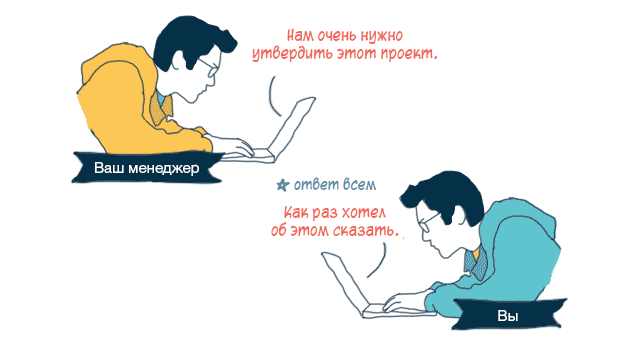 Нам очень нужно
утвердить этот проект.
Ваш менеджер
ответ всем
Как раз хотел
об этом сказать.
Вы